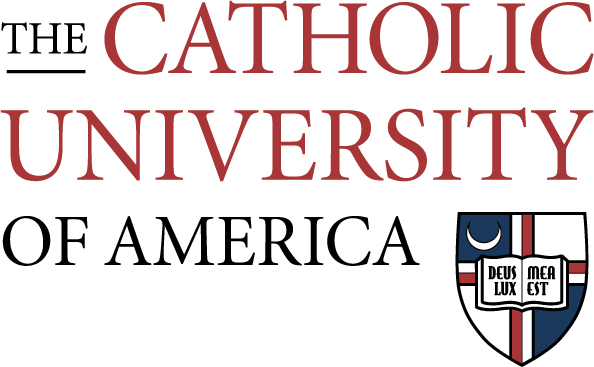 THE CATHOLIC
UNIVERSITY
OF AMERICA
DEUS MEA
LUX EST